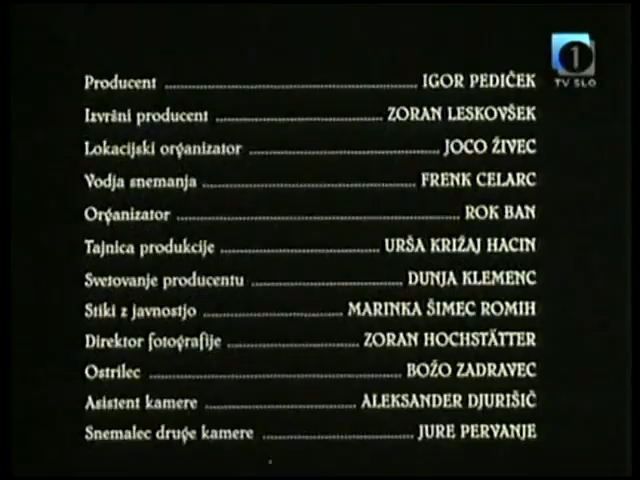 1
TV SLO
Producent ........ IGOR PEDIČEK
Izvršni producent ........ ZORAN LESKOVŠEK
Lokacijski organizator ........ JOCO ŽIVEC
Vodja snemanja ........ FRENK CELARC
Organizator ........ ROK BAN
Tajnica produkcije ........ URŠA KRIŽAJ HACIN
Svetovanje producentu ........ DUNJA KLEMENC
Stiki z javnostjo ........ MARINKA ŠIMEC ROMIH
Direktor fotografije ........ ZORAN HOCHSTÄTTER
Ostrilec ........ BOŽO ZADRAVEC
Asistent kamere ........ ALEKSANDER DJURIŠIČ
Snemalec druge kamere ........ JURE PERVANJE